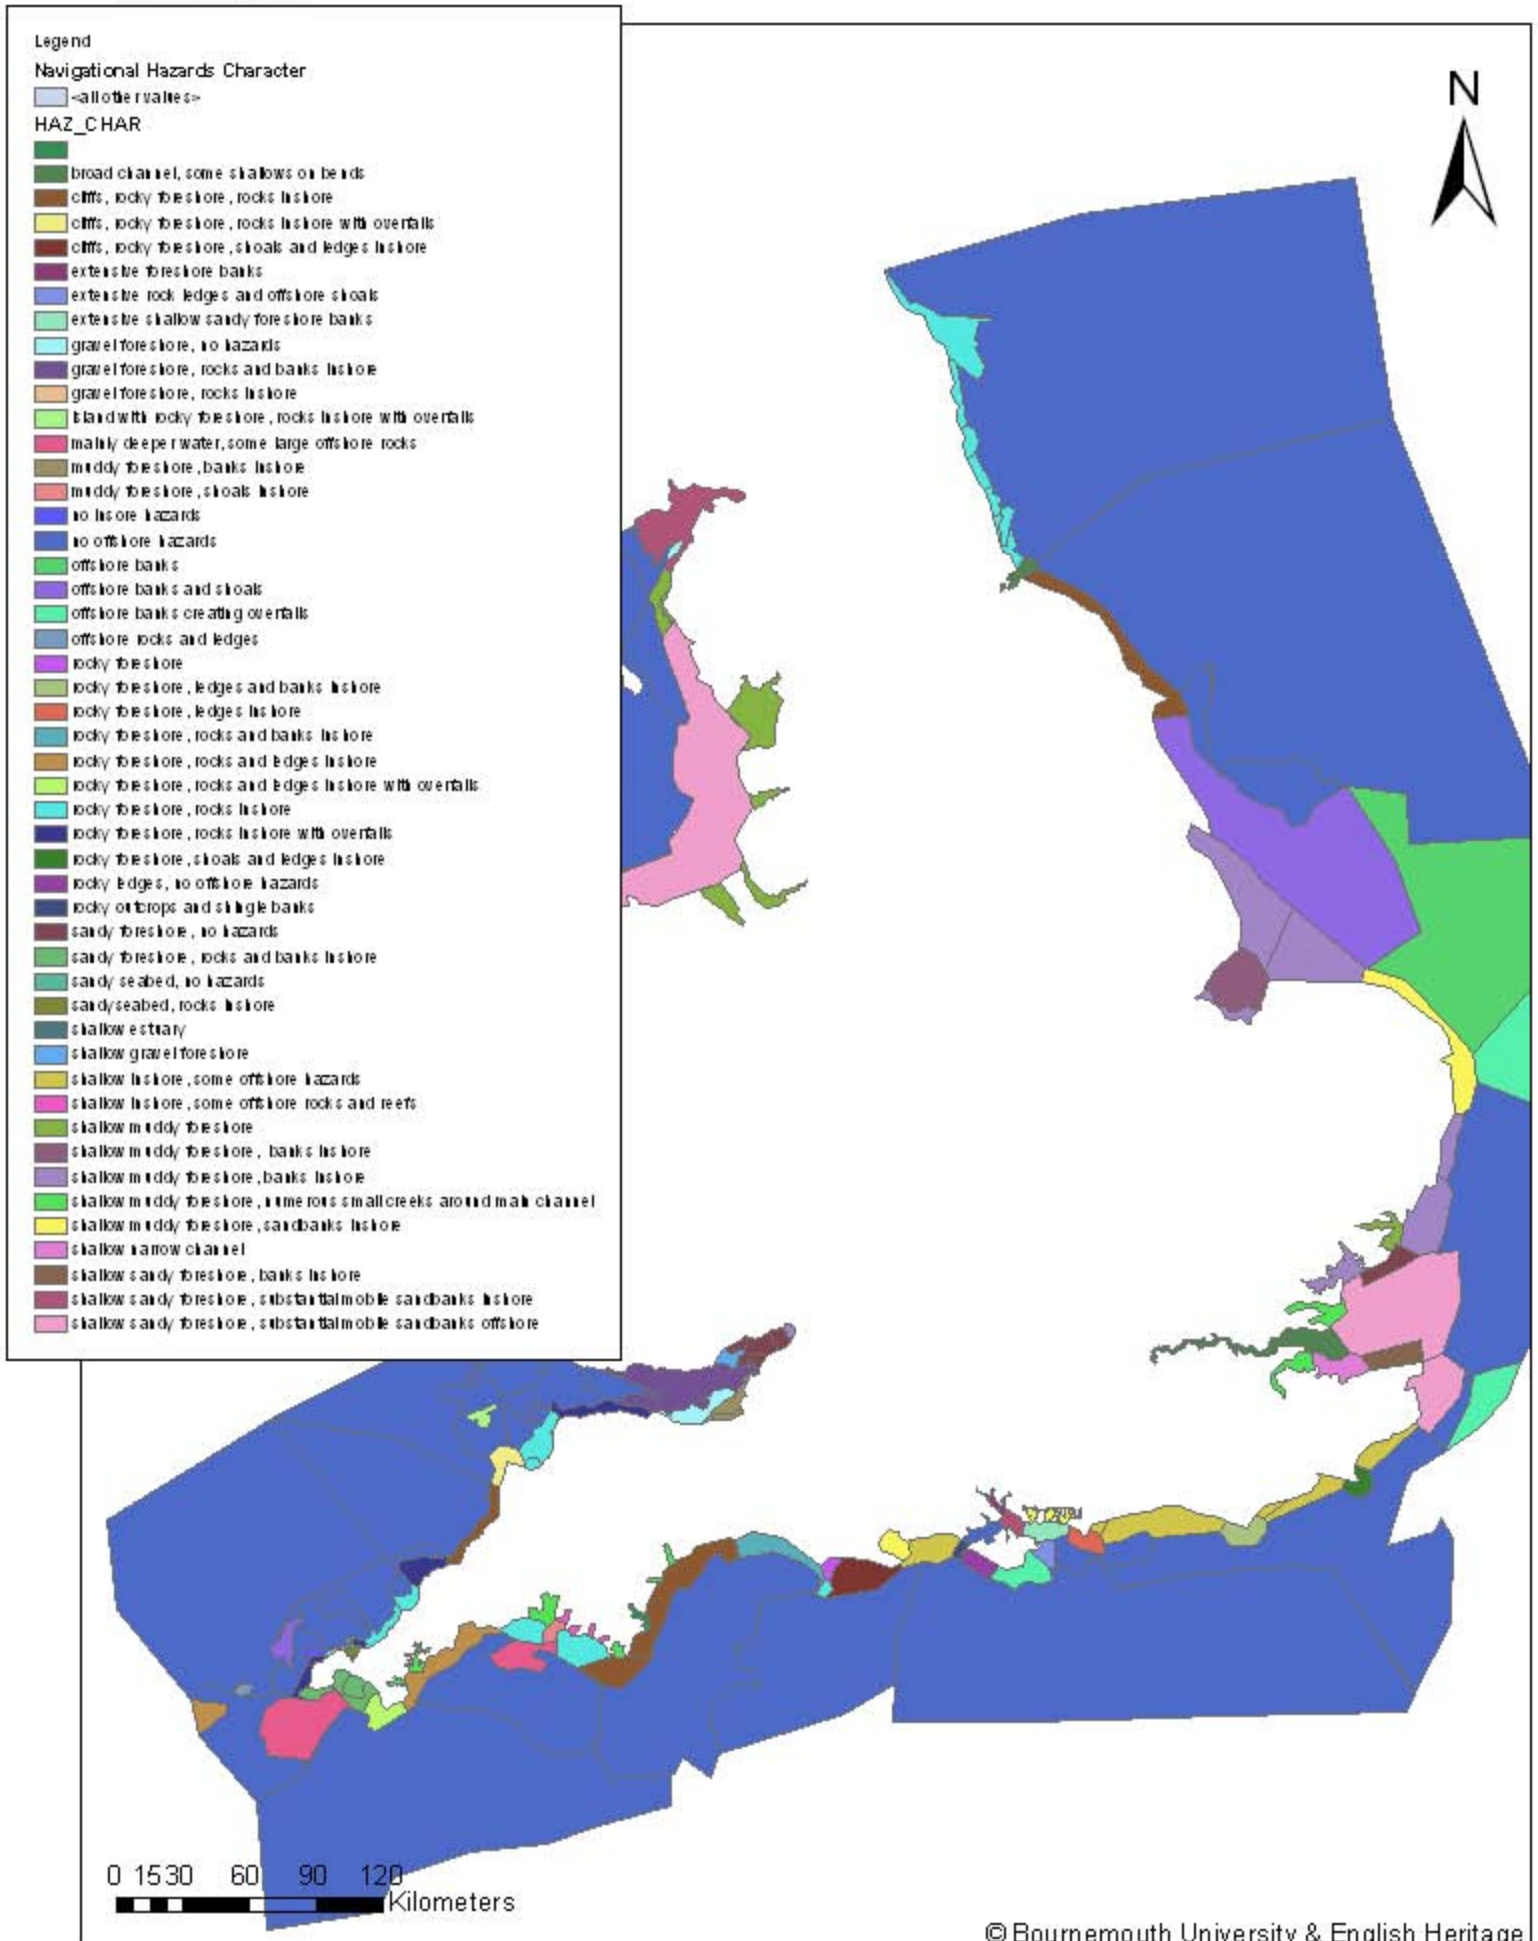 Legend
Navigational Hazards Character
<all other values>
HAZ_CHAR
broad channel, some shallows on bends
cliffs, rocky foreshore, rocks inshore
cliffs, rocky foreshore, rocks inshore with overfalls
cliffs, rocky foreshore, shoals and ledges inshore
extensive foreshore banks
extensive rock ledges and offshore shoals
extensive shallow sandy foreshore banks
gravel foreshore, no hazards
gravel foreshore, rocks and banks inshore
gravel foreshore, rocks inshore
island with rocky foreshore, rocks inshore with overfalls
mainly deeper water, some large offshore rocks
muddy foreshore, banks inshore
muddy foreshore, shoals inshore
no insore hazards
no offshore hazards
offshore banks
offshore banks and shoals
offshore banks creating overfalls
offshore rocks and ledges
rocky foreshore
rocky foreshore, ledges and banks inshore
rocky foreshore, ledges inshore
rocky foreshore, rocks and banks inshore
rocky foreshore, rocks and ledges inshore
rocky foreshore, rocks and ledges inshore with overfalls
rocky foreshore, rocks inshore
rocky foreshore, rocks inshore with overfalls
rocky foreshore, shoals and ledges inshore
rocky ledges, no offshore hazards
rocky outcrops and shingle banks
sandy foreshore, no hazards
sandy foreshore, rocks and banks inshore
sandy seabed, no hazards
sandyseabed, rocks inshore
shallow estuary
shallow gravel foreshore
shallow inshore, some offshore hazards
shallow inshore, some offshore rocks and reefs
shallow muddy foreshore
shallow muddy foreshore, banks inshore
shallow muddy foreshore,banks inshore
shallow muddy foreshore, numerous small creeks around main channel
shallow muddy foreshore, sandbanks inshore
shallow narrow channel
shallow sandy foreshore, banks inshore
shallow sandy foreshore, substantial mobile sandbanks inshore
shallow sandy foreshore, substantial mobile sandbanks offshore
N
0 15 30 60 90 120
Kilometers
© Bournemouth University & English Heritage